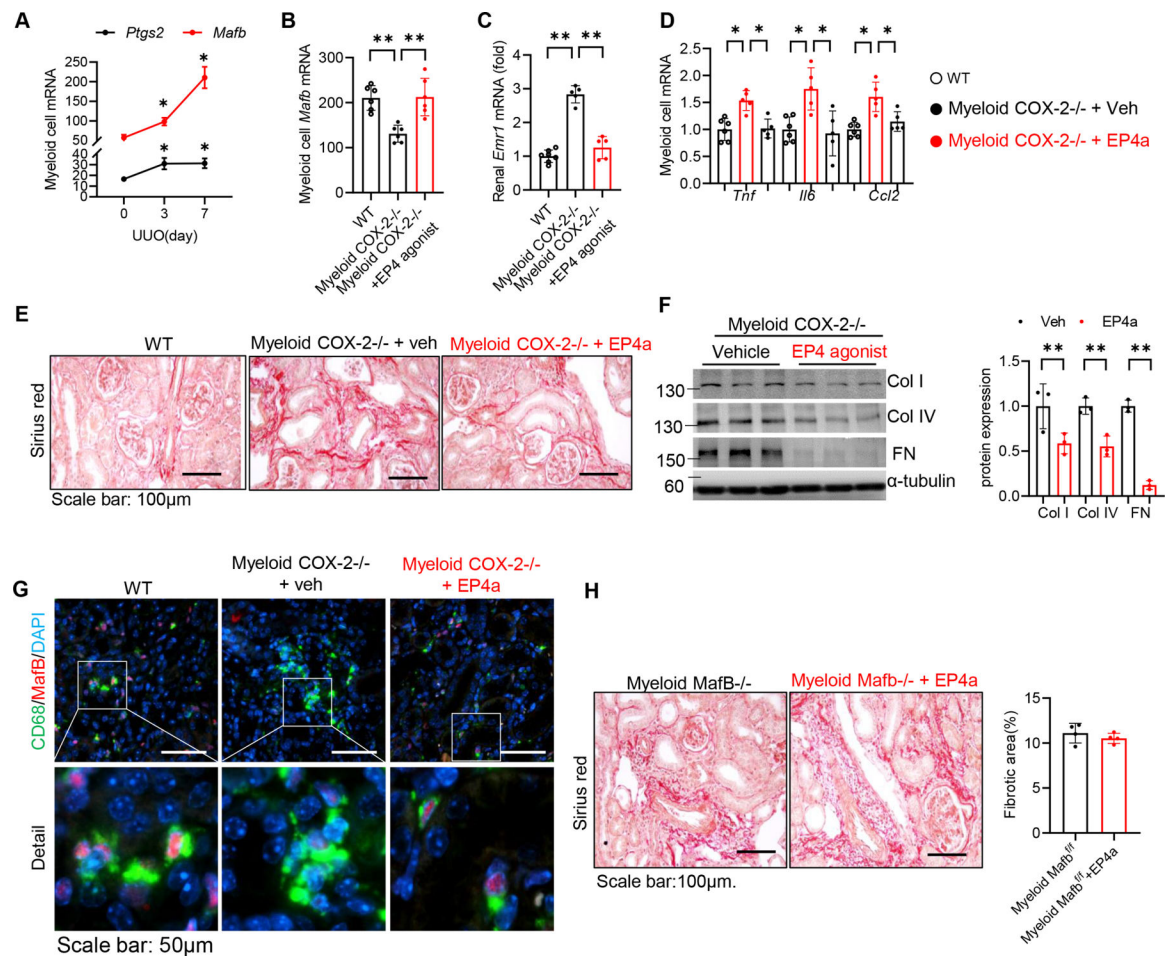 A
Ptgs2 Mafb
Myeloid cell mRNA
250
200
150
100
50
40
30
20
10
0
*
*
*
*
0 3 7
UUO(day)
B
Myeloid cell Mafb mRNA
300
200
100
0
** **
WT
Myeloid COX-2-/-
Myeloid COX-2-/-
+EP4 agonist
C
Renal Emr1 mRNA (fold)
4
3
2
1
0
** **
WT
Myeloid COX-2-/-
Myeloid COX-2-/-
+EP4 agonist
D
Myeloid cell mRNA
2.5
2.0
1.5
1.0
0.5
0.0
* * * * * *
Tnf Il6 Ccl2
WT
Myeloid COX-2-/- + Veh
Myeloid COX-2-/- + EP4a
E
WT Myeloid COX-2-/- + veh Myeloid COX-2-/- + EP4a
Sirius red
Scale bar: 100μm
F
Myeloid COX-2-/-
Vehicle EP4 agonist
130 Col I
130 Col IV
150 FN
60 α-tubulin
Veh EP4a
protein expression
1.5
1.0
0.5
0.0
** ** **
Col I Col IV FN
G
WT
Myeloid COX-2-/-
+ veh
Myeloid COX-2-/-
+ EP4a
CD68/MafB/DAPI
Detail
Scale bar: 50μm
H
Myeloid MafB-/- Myeloid Mafb-/- + EP4a
Sirius red
Scale bar:100μm.
Fibrotic area(%)
15
10
5
0
Myeloid Mafb^f/f
Myeloid Mafb^f/f+EP4a